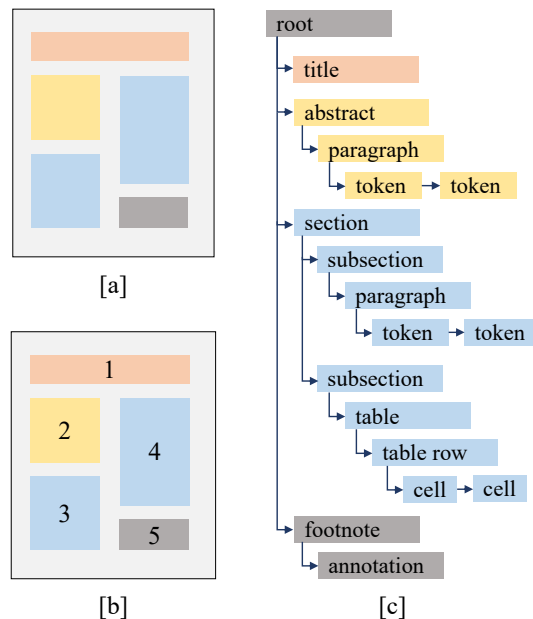 [a]
1
2
3
4
5
[b]
root
title
abstract
paragraph
token token
section
subsection
paragraph
token token
subsection
table
table row
cell cell
footnote
annotation
[c]